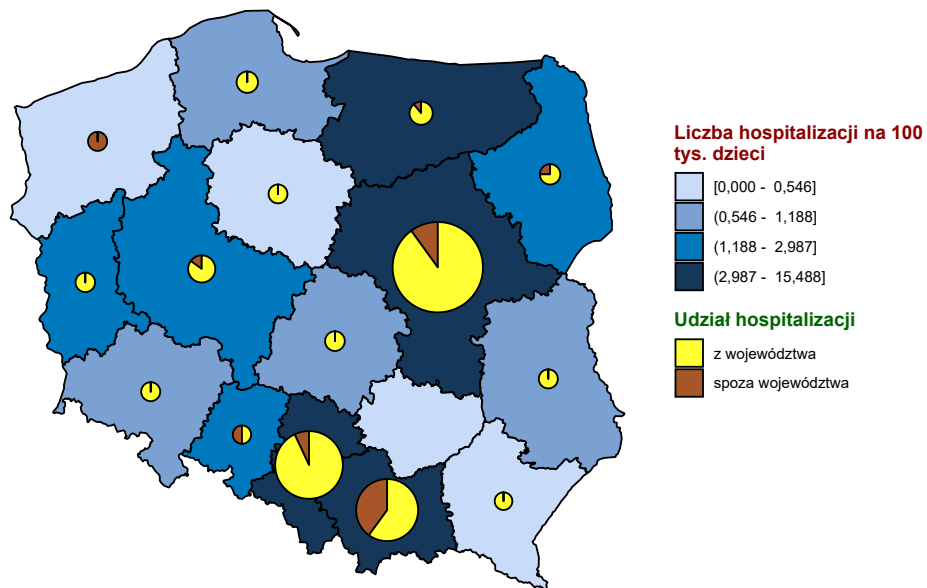 Liczba hospitalizacji na 100
tys. dzieci
[0,000 - 0,546]
(0,546 - 1,188]
(1,188 - 2,987]
(2,987 - 15,488]
Udział hospitalizacji
z województwa
spoza województwa